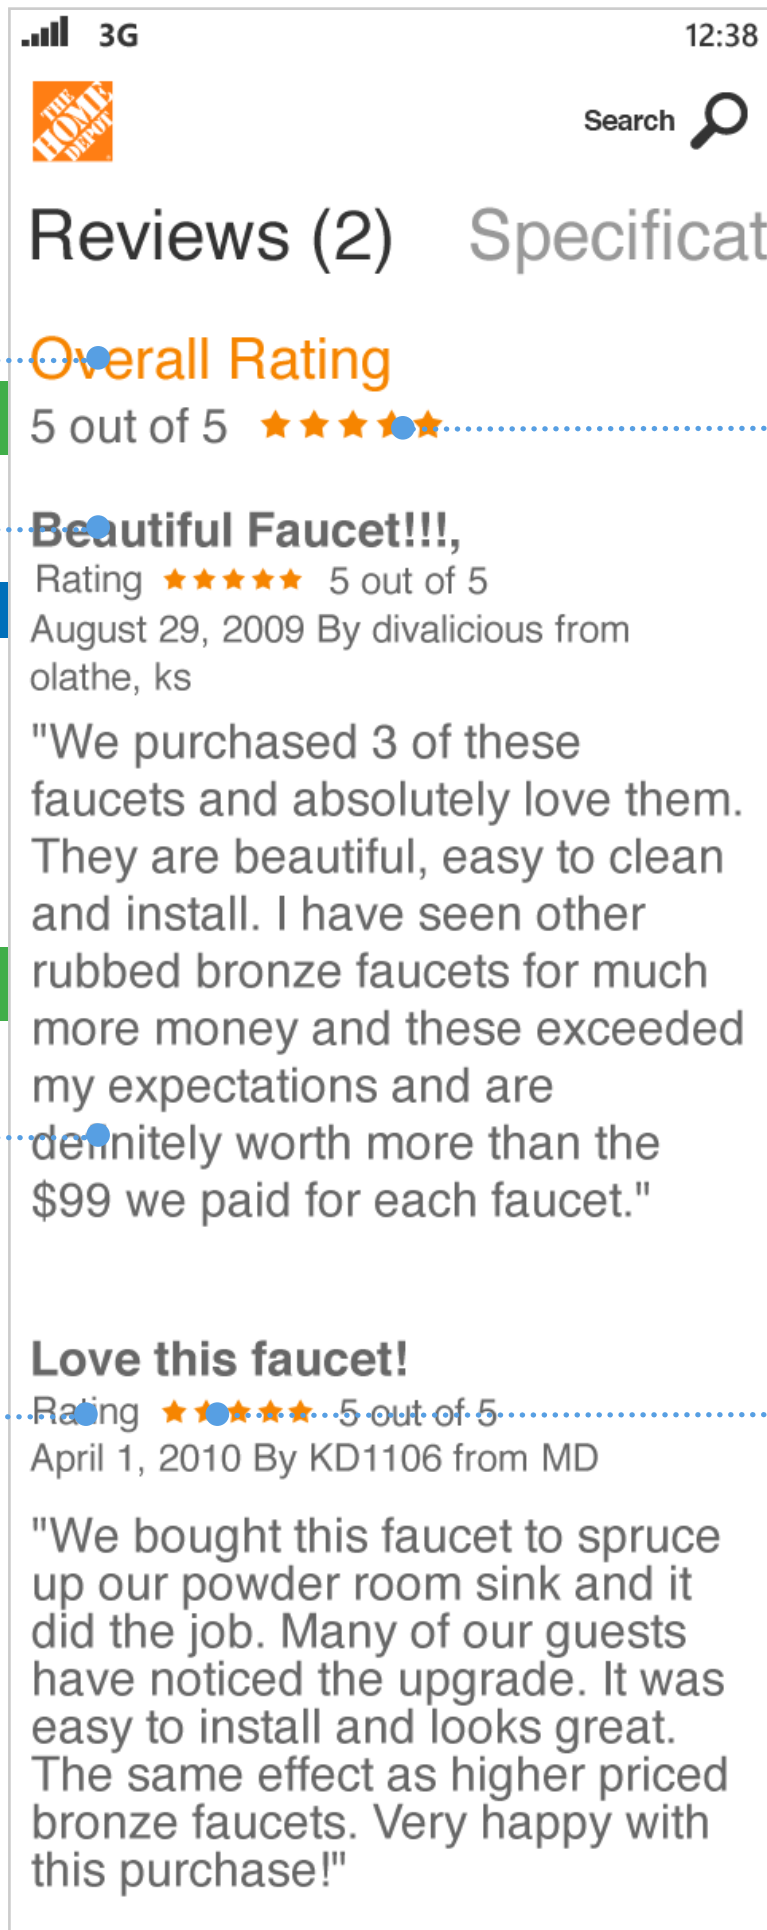 3G 12:38
THE
HOME
DEPOT
Search
Reviews (2) Specificat
Overall Rating
5 out of 5
Beautiful Faucet!!!,
Rating 5 out of 5
August 29, 2009 By divalicious from
olathe, ks
"We purchased 3 of these
faucets and absolutely love them.
They are beautiful, easy to clean
and install. I have seen other
rubbed bronze faucets for much
more money and these exceeded
my expectations and are
definitely worth more than the
$99 we paid for each faucet."
Love this faucet!
Rating 5 out of 5
April 1, 2010 By KD1106 from MD
"We bought this faucet to spruce
up our powder room sink and it
did the job. Many of our guests
have noticed the upgrade. It was
easy to install and looks great.
The same effect as higher priced
bronze faucets. Very happy with
this purchase!"